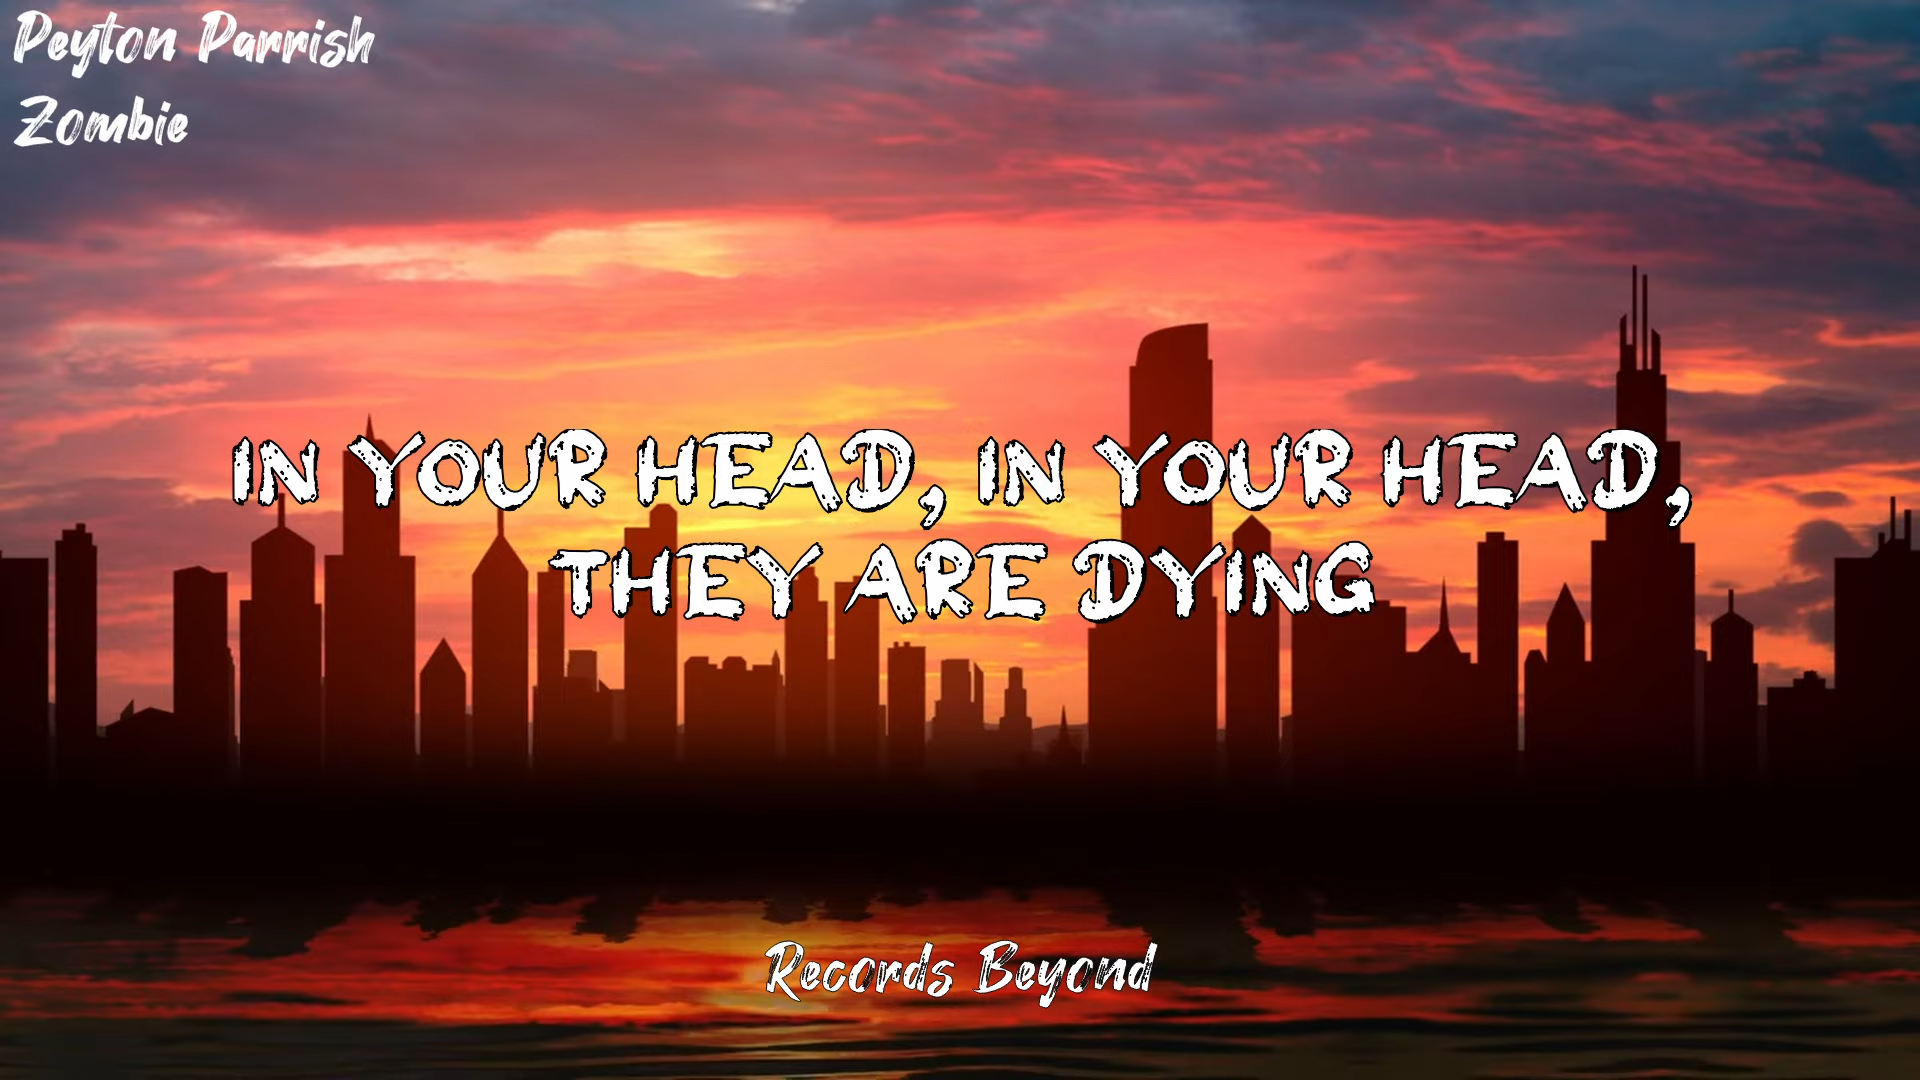 Peyton Parrish
Zombie
IN YOUR HEAD, IN YOUR HEAD,
THEY ARE DYING
Records Beyond